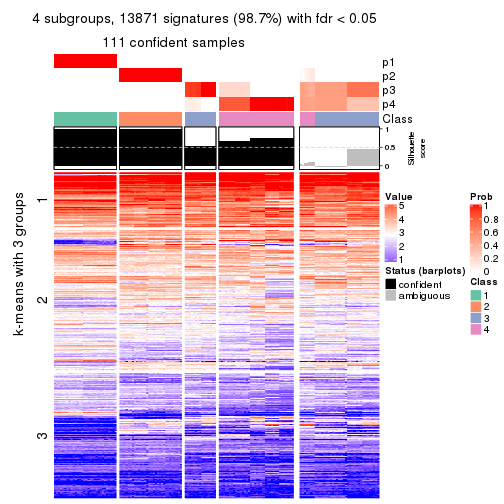 4 subgroups, 13871 signatures (98.7%) with fdr < 0.05
111 confident samples
p1
p2
p3
p4
Class
1
0.5
0
Silhouette
score
k-means with 3 groups
1
2
3
Value
5
4
3
2
1
Status (barplots)
confident
ambiguous
Prob
1
0.8
0.6
0.4
0.2
0
Class
1
2
3
4